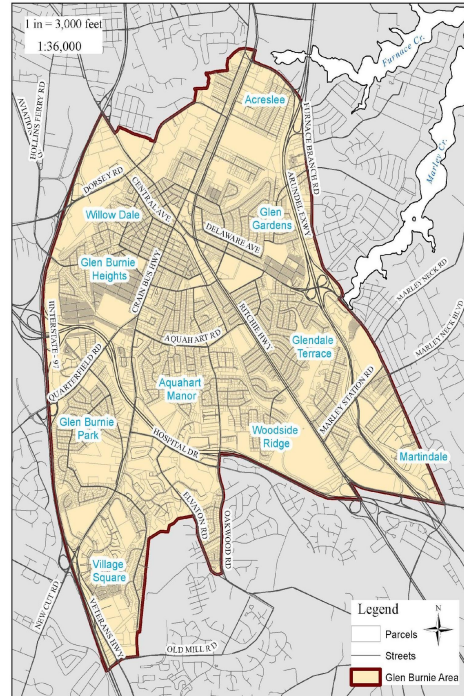 1 in = 3,000 feet
1:36,000
Furnace Cr.
Marley Cr.
AVIATION
HOLLINS FERRY RD
Acreslee
FURNACE BRANCH RD
DORSEY RD
CENTRAL AVE
ARUNDEL EXWY
Willow Dale
Glen
Gardens
DELAWARE AVE
Glen Burnie
Heights
CRAIN BUS HWY
MARLEY NECK RD
MARLEY NECK BLVD
INTERSTATE - 97
RITCHIE HWY
AQUAHART RD
Glendale
Terrace
QUARTERFIELD RD
Aquahart
Manor
MARLEY STATION RD
Glen Burnie
Park
HOSPITAL DR
Woodside
Ridge
Martindale
ELVATON RD
OAKWOOD RD
Village
Square
NEW CUT RD
VETERANS HWY
OLD MILL RD
Legend
N
Parcels
Streets
Glen Burnie Area